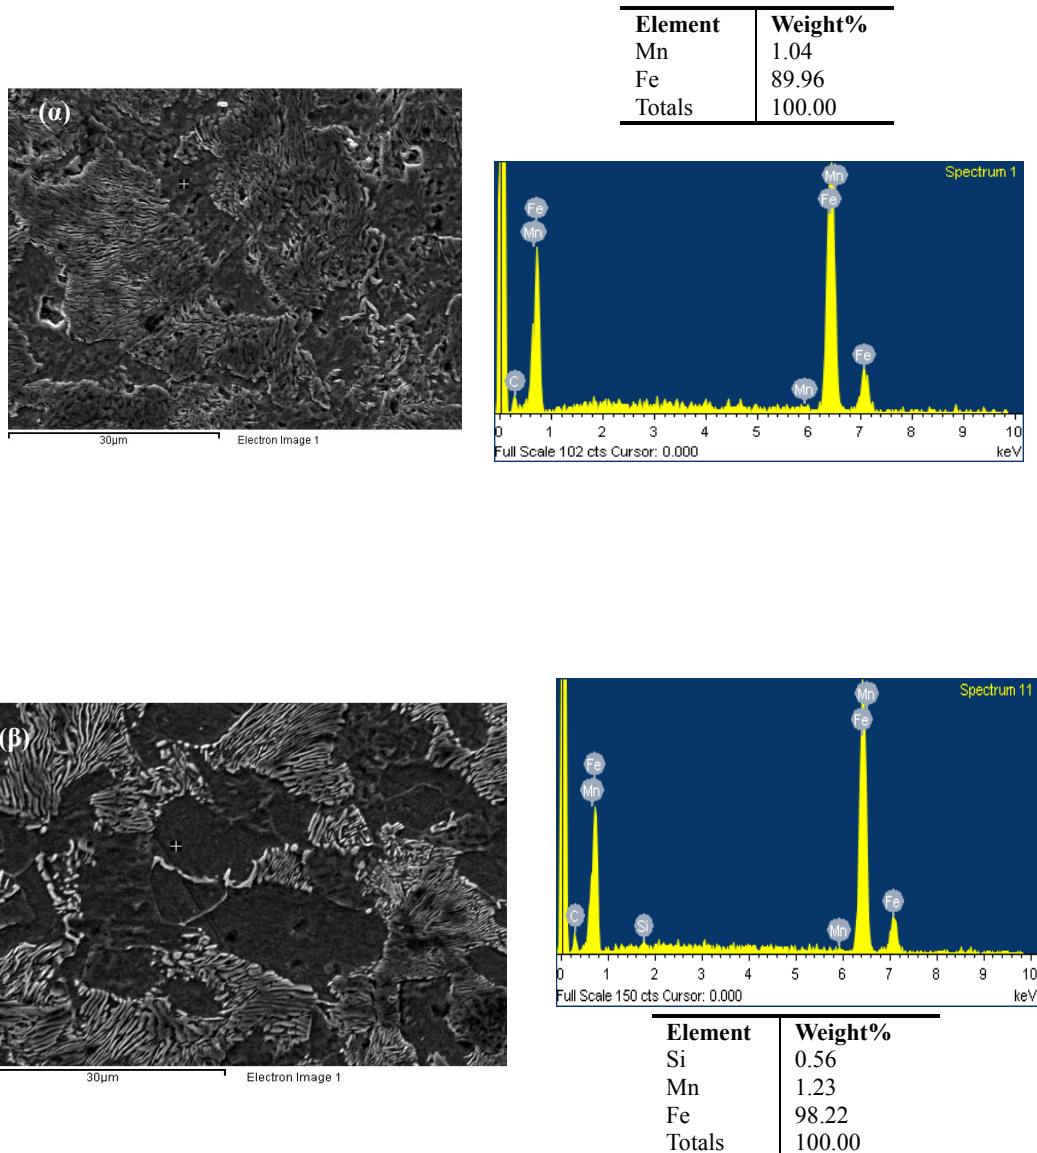 Element Weight%
Mn 1.04
Fe 89.96
Totals 100.00
(α)
30µm Electron Image 1
Spectrum 1
Mn
Fe
Fe
Mn
C
Mn
Fe
0 1 2 3 4 5 6 7 8 9 10
Full Scale 102 cts Cursor: 0.000 keV
(β)
30µm Electron Image 1
Spectrum 11
Mn
Fe
Fe
Mn
C
Si
Mn
Fe
0 1 2 3 4 5 6 7 8 9 10
Full Scale 150 cts Cursor: 0.000 keV
Element Weight%
Si 0.56
Mn 1.23
Fe 98.22
Totals 100.00